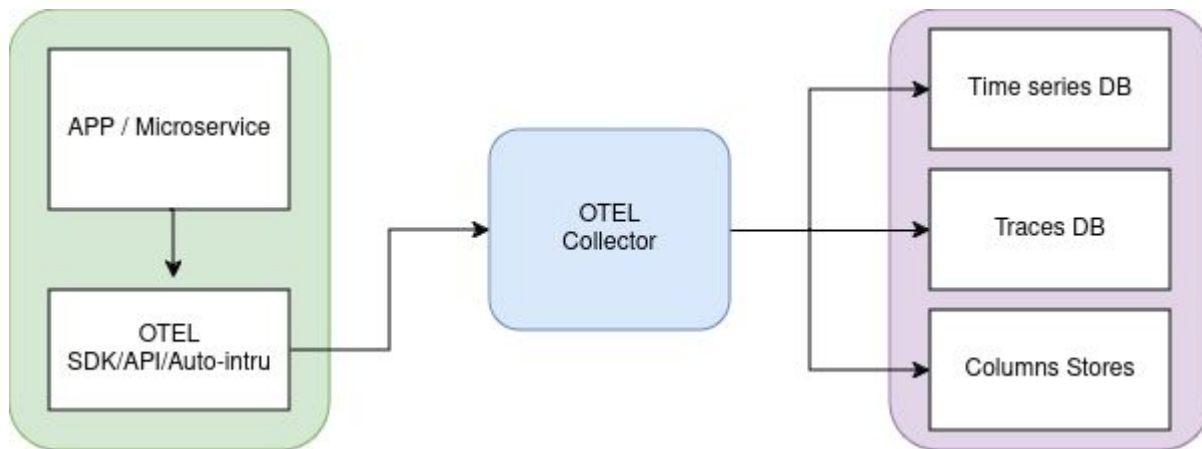 APP / Microservice
OTEL
SDK/API/Auto-intru
OTEL
Collector
Time series DB
Traces DB
Columns Stores